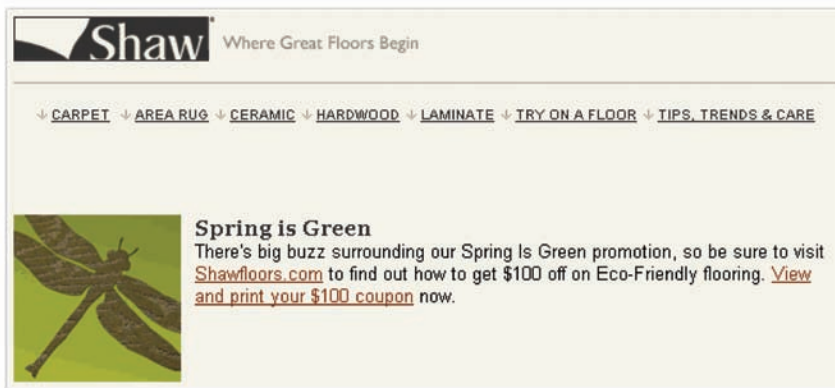 Shaw Where Great Floors Begin
CARPET AREA RUG CERAMIC HARDWOOD LAMINATE TRY ON A FLOOR TIPS, TRENDS & CARE
Spring is Green
There's big buzz surrounding our Spring Is Green promotion, so be sure to visit
Shawfloors.com to find out how to get $100 off on Eco-Friendly flooring. View
and print your $100 coupon now.